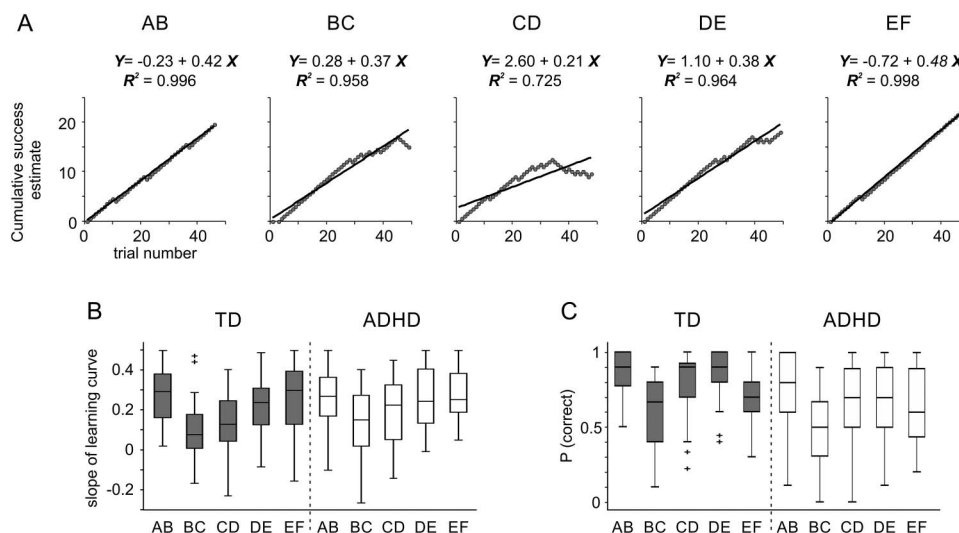 A
AB BC CD DE EF
Y= -0.23 + 0.42 X Y= 0.28 + 0.37 X Y= 2.60 + 0.21 X Y= 1.10 + 0.38 X Y= -0.72 + 0.48 X
R² = 0.996 R² = 0.958 R² = 0.725 R² = 0.964 R² = 0.998
Cumulative success
estimate
20
10
0
0 20 40 0 20 40 0 20 40 0 20 40 0 20 40
trial number
B
TD ADHD
slope of learning curve
0.4
0.2
0
-0.2
AB BC CD DE EF AB BC CD DE EF
C
TD ADHD
P (correct)
1
0.5
0
AB BC CD DE EF AB BC CD DE EF